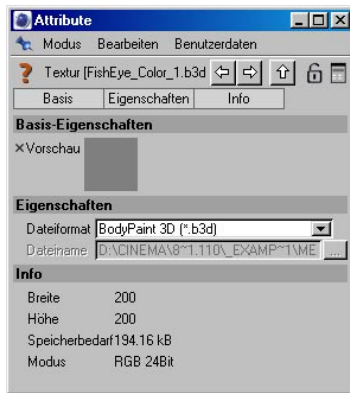 Attribute
Modus Bearbeiten Benutzerdaten
Textur [FishEye_Color_1.b3d
Basis Eigenschaften Info
Basis-Eigenschaften
×Vorschau
Eigenschaften
Dateiformat BodyPaint 3D (*.b3d)
Dateiname D:\CINEMA\8~1.110\_EXAMP~1\ME ...
Info
Breite 200
Höhe 200
Speicherbedarf 194.16 kB
Modus RGB 24Bit